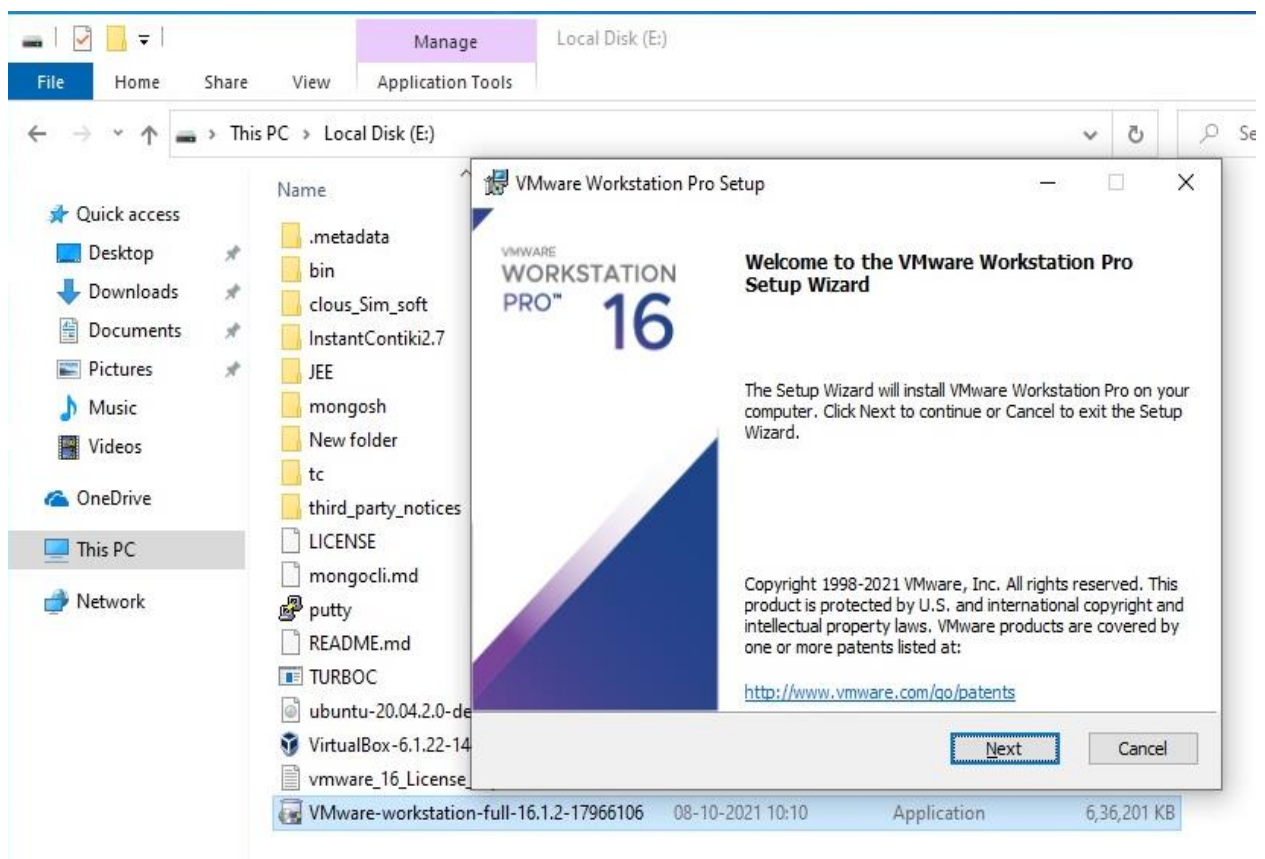 Manage
Local Disk (E:)
File
Home
Share
View
Application Tools
This PC > Local Disk (E:)
Name
Quick access
Desktop
Downloads
Documents
Pictures
Music
Videos
OneDrive
This PC
Network
.metadata
bin
clous_Sim_soft
InstantContiki2.7
JEE
mongosh
New folder
tc
third_party_notices
LICENSE
mongocli.md
putty
README.md
TURBOC
ubuntu-20.04.2.0-de
VirtualBox-6.1.22-14
vmware_16_License_
VMware-workstation-full-16.1.2-17966106 08-10-2021 10:10 Application 6,36,201 KB
VMware Workstation Pro Setup
VMWARE
WORKSTATION
PRO™ 16
Welcome to the VMware Workstation Pro
Setup Wizard
The Setup Wizard will install VMware Workstation Pro on your
computer. Click Next to continue or Cancel to exit the Setup
Wizard.
Copyright 1998-2021 VMware, Inc. All rights reserved. This
product is protected by U.S. and international copyright and
intellectual property laws. VMware products are covered by
one or more patents listed at:
http://www.vmware.com/go/patents
Next
Cancel